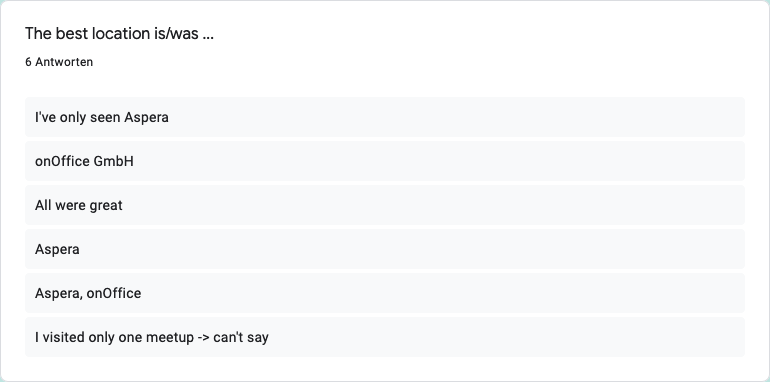 The best location is/was ...
6 Antworten
I've only seen Aspera
onOffice GmbH
All were great
Aspera
Aspera, onOffice
I visited only one meetup -> can't say